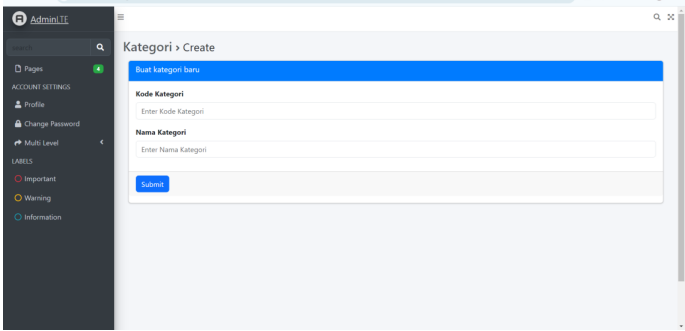 AdminLTE
search
Pages
4
ACCOUNT SETTINGS
Profile
Change Password
Multi Level
LABELS
Important
Warning
Information
Kategori > Create
Buat kategori baru
Kode Kategori
Enter Kode Kategori
Nama Kategori
Enter Nama Kategori
Submit